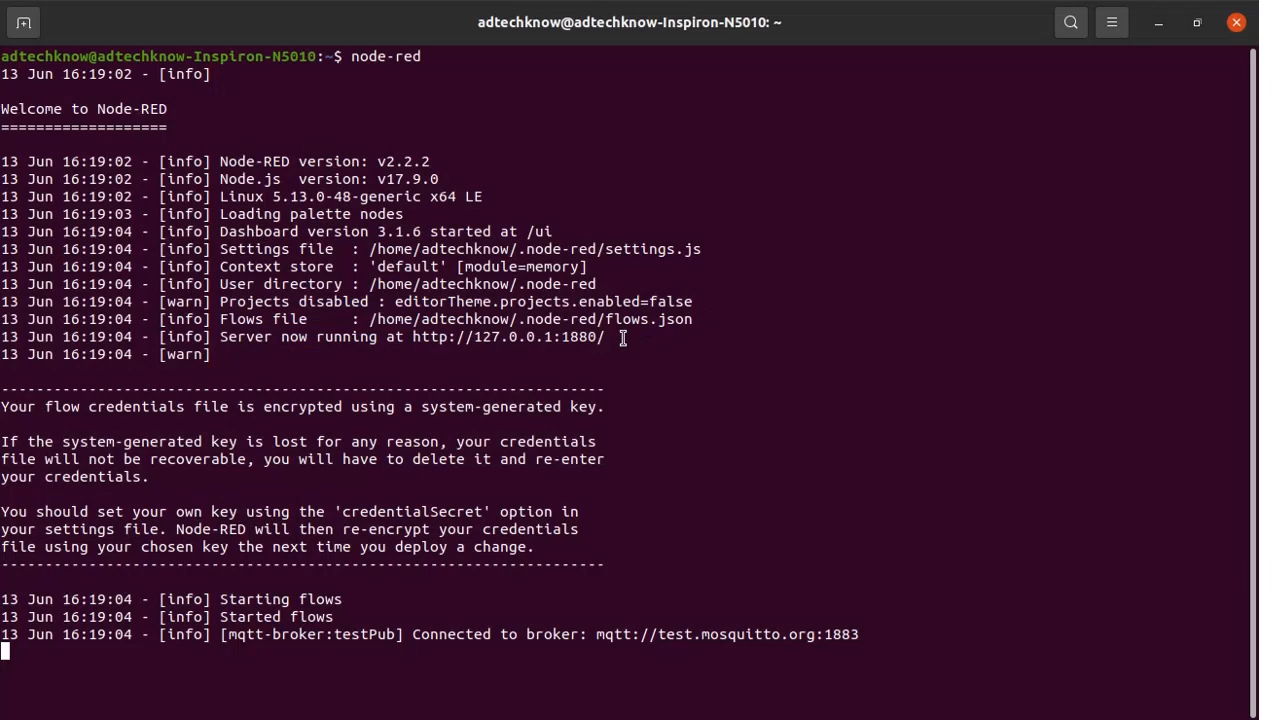 adtechknow@adtechknow-Inspiron-N5010: ~
adtechknow@adtechknow-Inspiron-N5010:~$ node-red
13 Jun 16:19:02 - [info]
Welcome to Node-RED
===================
13 Jun 16:19:02 - [info] Node-RED version: v2.2.2
13 Jun 16:19:02 - [info] Node.js  version: v17.9.0
13 Jun 16:19:02 - [info] Linux 5.13.0-48-generic x64 LE
13 Jun 16:19:03 - [info] Loading palette nodes
13 Jun 16:19:04 - [info] Dashboard version 3.1.6 started at /ui
13 Jun 16:19:04 - [info] Settings file  : /home/adtechknow/.node-red/settings.js
13 Jun 16:19:04 - [info] Context store  : 'default' [module=memory]
13 Jun 16:19:04 - [info] User directory : /home/adtechknow/.node-red
13 Jun 16:19:04 - [warn] Projects disabled : editorTheme.projects.enabled=false
13 Jun 16:19:04 - [info] Flows file     : /home/adtechknow/.node-red/flows.json
13 Jun 16:19:04 - [info] Server now running at http://127.0.0.1:1880/
13 Jun 16:19:04 - [warn]
---------------------------------------------------------------------
Your flow credentials file is encrypted using a system-generated key.
If the system-generated key is lost for any reason, your credentials
file will not be recoverable, you will have to delete it and re-enter
your credentials.
You should set your own key using the 'credentialSecret' option in
your settings file. Node-RED will then re-encrypt your credentials
file using your chosen key the next time you deploy a change.
---------------------------------------------------------------------
13 Jun 16:19:04 - [info] Starting flows
13 Jun 16:19:04 - [info] Started flows
13 Jun 16:19:04 - [info] [mqtt-broker:testPub] Connected to broker: mqtt://test.mosquitto.org:1883